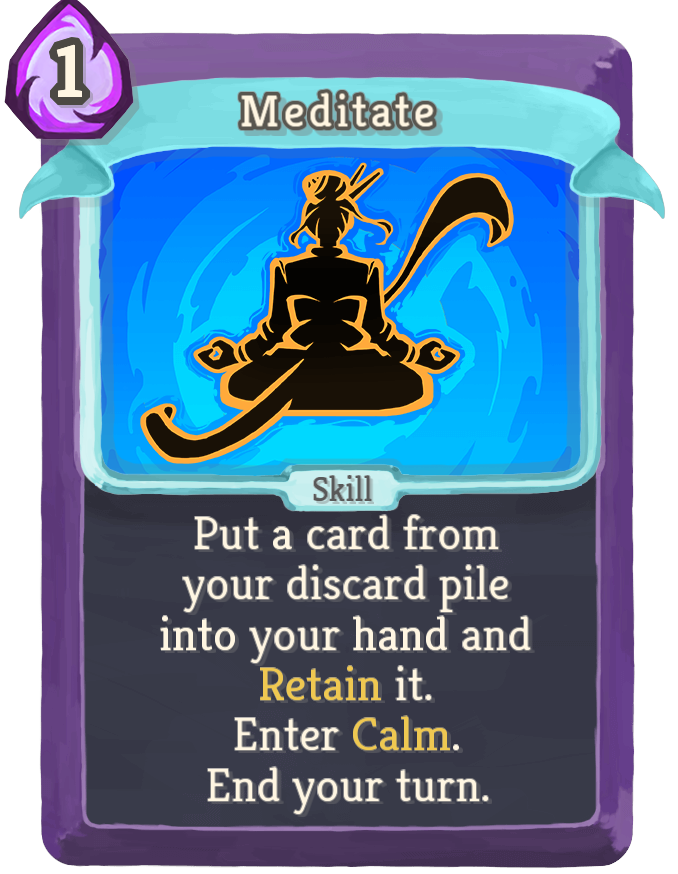 1
Meditate
Skill
Put a card from
your discard pile
into your hand and
Retain it.
Enter Calm.
End your turn.